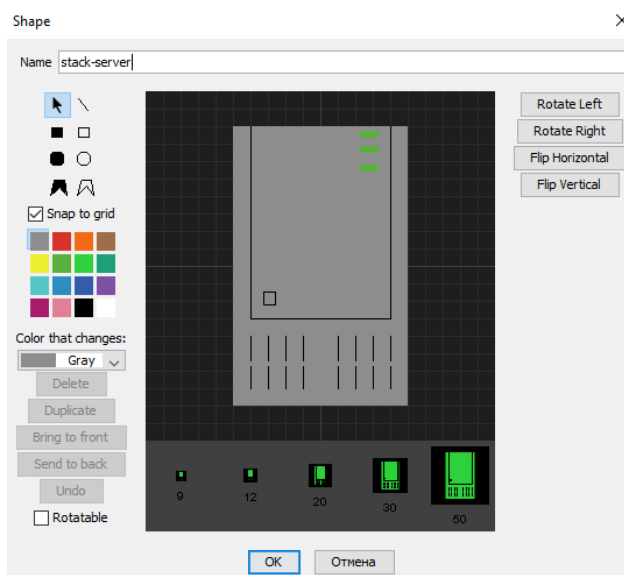 Shape
Name stack-server
Rotate Left
Rotate Right
Flip Horizontal
Flip Vertical
Snap to grid
Color that changes:
Gray
Delete
Duplicate
Bring to front
Send to back
Undo
Rotatable
9 12 20 30 50
OK Отмена